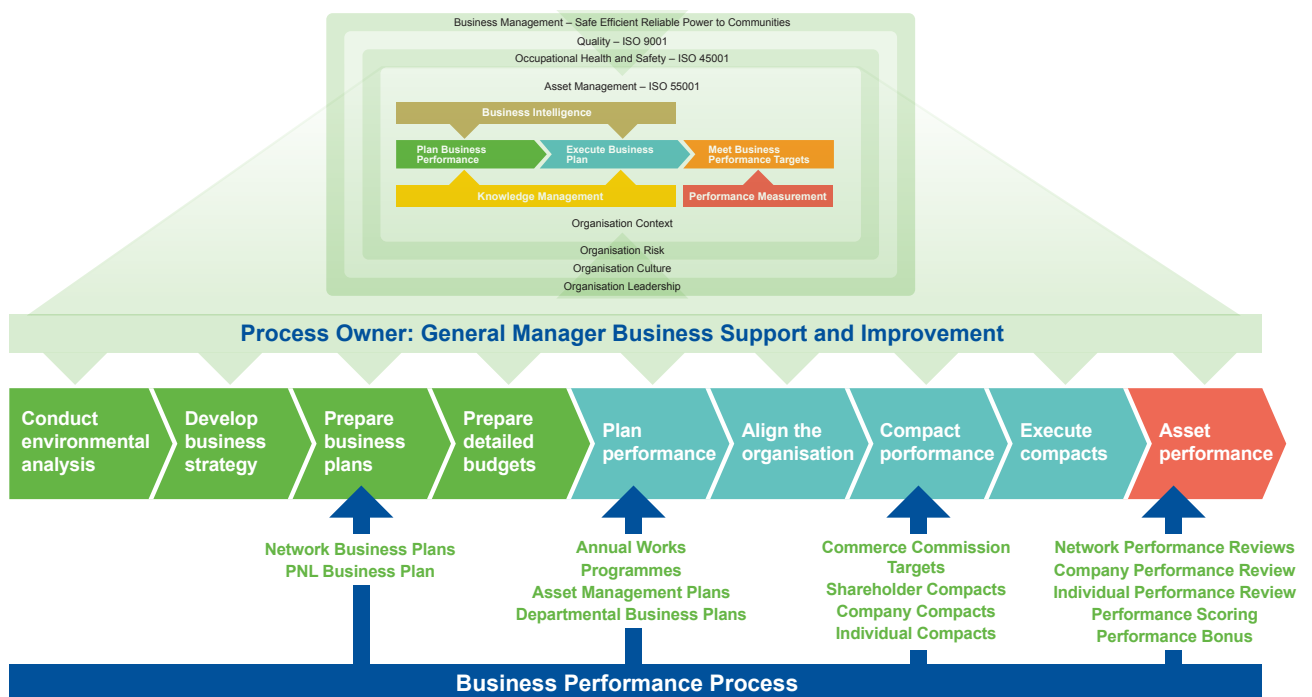 Business Management – Safe Efficient Reliable Power to Communities
Quality – ISO 9001
Occupational Health and Safety – ISO 45001
Asset Management – ISO 55001
Business Intelligence
Plan Business
Performance
Execute Business
Plan
Meet Business
Performance Targets
Knowledge Management
Performance Measurement
Organisation Context
Organisation Risk
Organisation Culture
Organisation Leadership
Process Owner: General Manager Business Support and Improvement
Conduct
environmental
analysis
Develop
business
strategy
Prepare
business
plans
Prepare
detailed
budgets
Plan
performance
Align the
organisation
Compact
porformance
Execute
compacts
Asset
performance
Network Business Plans
PNL Business Plan
Annual Works
Programmes
Asset Management Plans
Departmental Business Plans
Commerce Commission
Targets
Shareholder Compacts
Company Compacts
Individual Compacts
Network Performance Reviews
Company Performance Review
Individual Performance Review
Performance Scoring
Performance Bonus
Business Performance Process